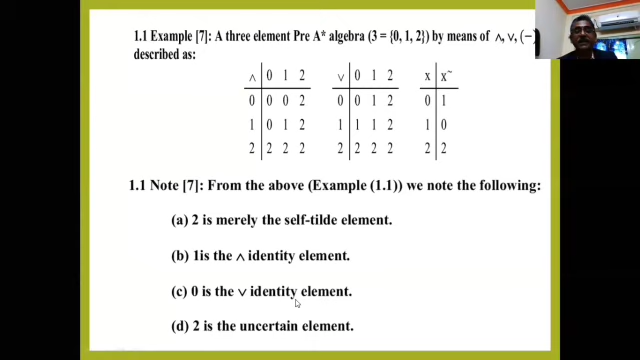 1.1 Example [7]: A three element Pre A* algebra (3 = {0, 1, 2}) by means of ∧, ∨, (−)
described as:
∧ 0 1 2 ∨ 0 1 2 x x~
0 0 0 2 0 0 1 2 0 1
1 0 1 2 1 1 1 2 1 0
2 2 2 2 2 2 2 2 2 2
1.1 Note [7]: From the above (Example (1.1)) we note the following:
(a) 2 is merely the self-tilde element.
(b) 1is the ∧ identity element.
(c) 0 is the ∨ identity element.
(d) 2 is the uncertain element.